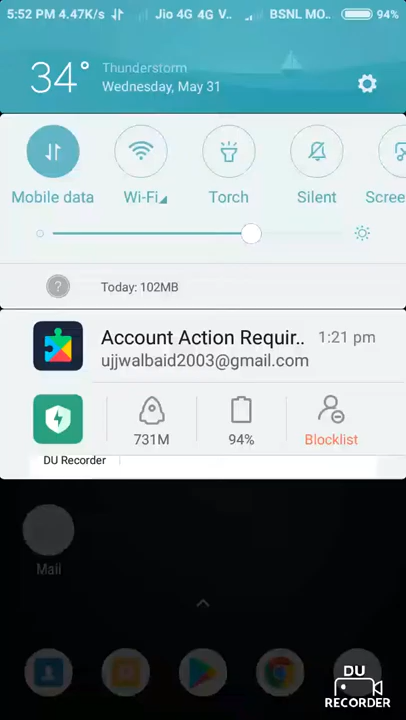 5:52 PM 4.47K/s Jio 4G 4G V.. BSNL MO.. 94%
34° Thunderstorm
Wednesday, May 31
Mobile data Wi-Fi Torch Silent Scree
? Today: 102MB
Account Action Requir.. 1:21 pm
ujjwalbaid2003@gmail.com
731M 94% Blocklist
DU Recorder
Mail
DU
RECORDER